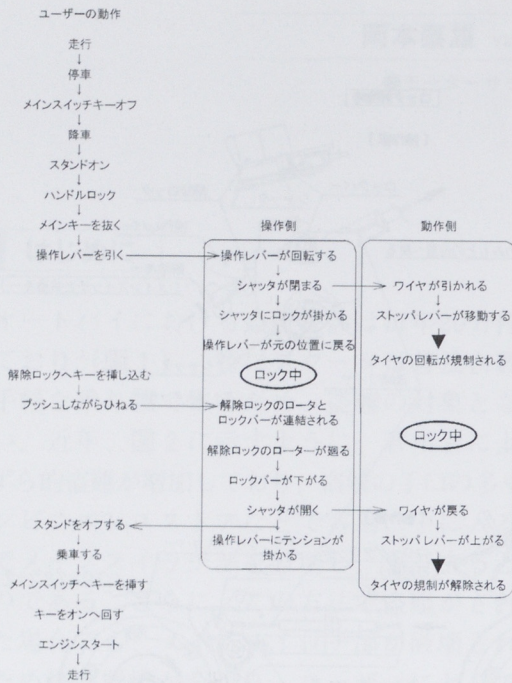 ユーザーの動作
走行
↓
停車
↓
メインスイッチキーオフ
↓
降車
↓
スタンドオン
↓
ハンドルロック
↓
メインキーを抜く
↓
操作レバーを引く
解除ロックへキーを挿し込む
↓
プッシュしながらひねる
スタンドをオフする
↓
乗車する
↓
メインスイッチへキーを挿す
↓
キーをオンへ回す
↓
エンジンスタート
↓
走行
操作側
操作レバーが回転する
↓
シャッタが閉まる
↓
シャッタにロックが掛かる
操作レバーが元の位置に戻る
ロック中
解除ロックのロータと
ロックバーが連結される
↓
解除ロックのローターが廻る
↓
ロックバーが下がる
↓
シャッタが開く
↓
操作レバーにテンションが
掛かる
動作側
ワイヤが引かれる
↓
ストッパレバーが移動する
▼
タイヤの回転が規制される
ロック中
ワイヤが戻る
↓
ストッパレバーが上がる
▼
タイヤの規制が解除される